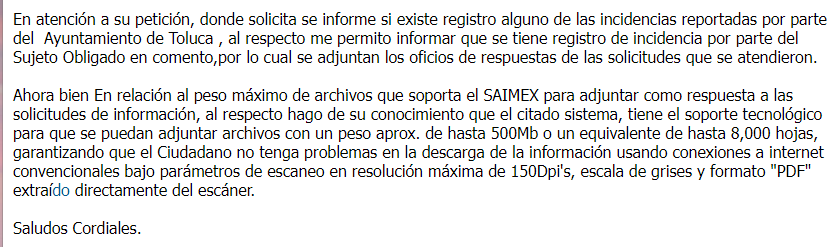 En atención a su petición, donde solicita se informe si existe registro alguno de las incidencias reportadas por parte
del  Ayuntamiento de Toluca , al respecto me permito informar que se tiene registro de incidencia por parte del
Sujeto Obligado en comento,por lo cual se adjuntan los oficios de respuestas de las solicitudes que se atendieron.
Ahora bien En relación al peso máximo de archivos que soporta el SAIMEX para adjuntar como respuesta a las
solicitudes de información, al respecto hago de su conocimiento que el citado sistema, tiene el soporte tecnológico
para que se puedan adjuntar archivos con un peso aprox. de hasta 500Mb o un equivalente de hasta 8,000 hojas,
garantizando que el Ciudadano no tenga problemas en la descarga de la información usando conexiones a internet
convencionales bajo parámetros de escaneo en resolución máxima de 150Dpi's, escala de grises y formato "PDF"
extraído directamente del escáner.
Saludos Cordiales.